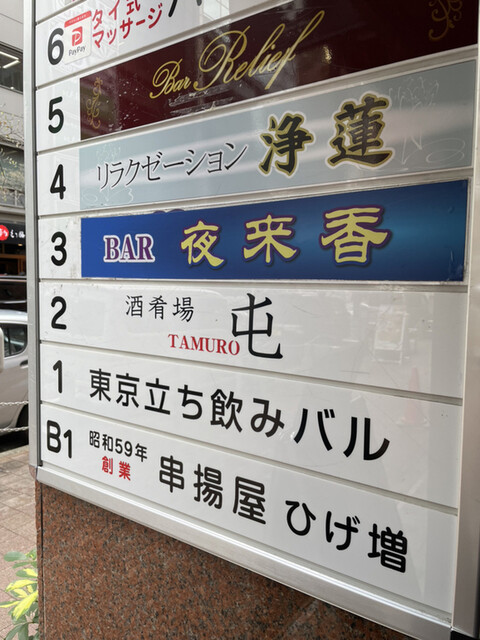 6
PayPay
タイ式
マッサージ
5
Bar Relief
4
リラクゼーション 浄蓮
3
BAR 夜来香
2
酒肴場 屯
TAMURO
1
東京立ち飲みバル
B1
昭和59年
創業
串揚屋 ひげ増